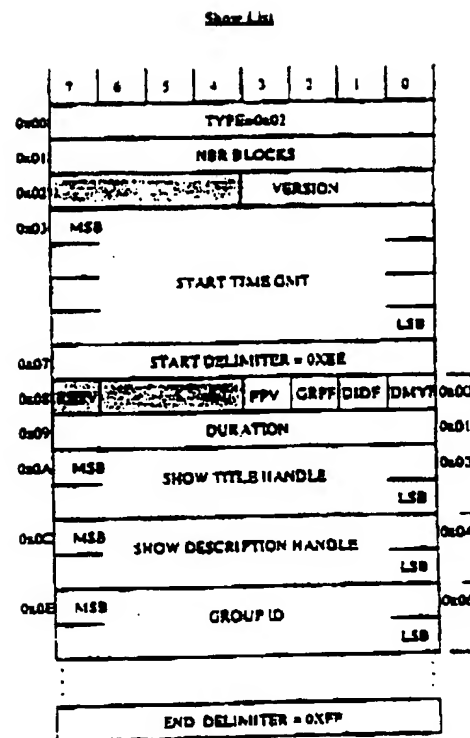 Show List
7 6 5 4 3 2 1 0
0x00 TYPE=0x02
0x01 NBR BLOCKS
0x02 VERSION
0x03 MSB
START TIME GMT
LSB
0x07 START DELIMITER = 0XEE
0x08 PPV GRPF DIDF DMYF 0x00
0x09 DURATION 0x01
0x0A MSB SHOW TITLE HANDLE 0x03
LSB
0x0C MSB SHOW DESCRIPTION HANDLE 0x04
LSB
0x0E MSB GROUP ID 0x06
LSB
END DELIMITER = 0XFF